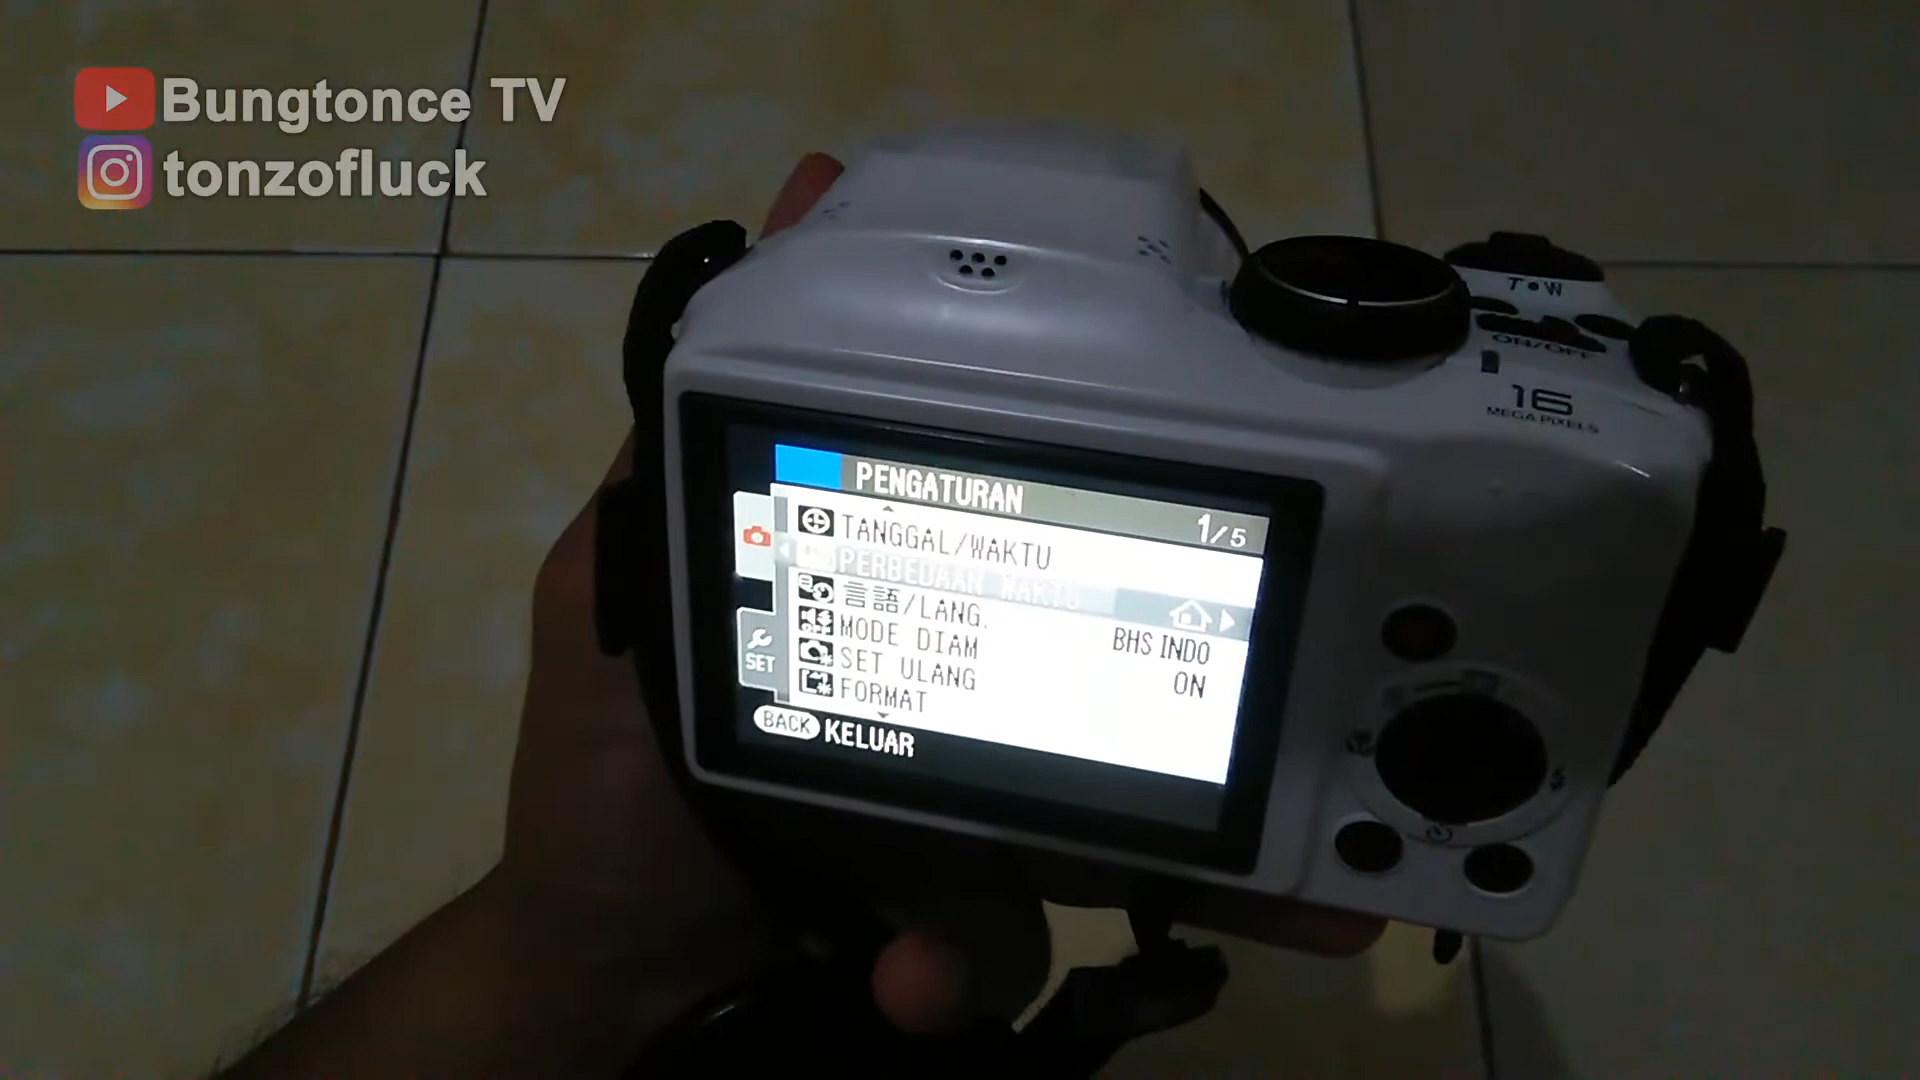 Bungtonce TV
tonzofluck
T W
ON/OFF
16
MEGA PIXELS
PENGATURAN
1/5
TANGGAL/WAKTU
PERBEDAAN WAKTU
言語/LANG. BHS INDO
MODE DIAM ON
SET ULANG
FORMAT
SET
BACK KELUAR